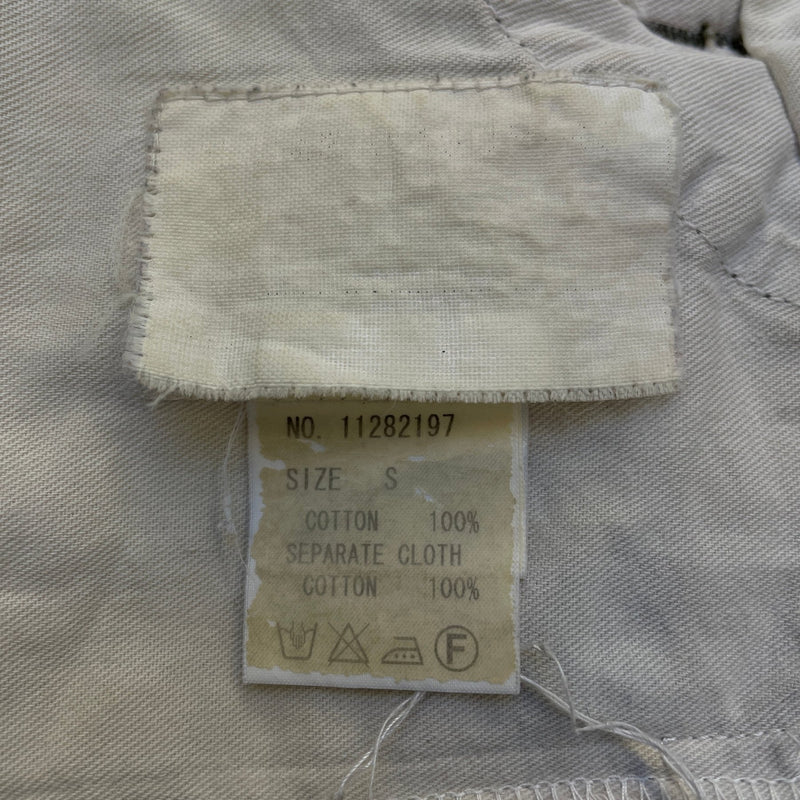 NO. 11282197
SIZE S
COTTON 100%
SEPARATE CLOTH
COTTON 100%
F